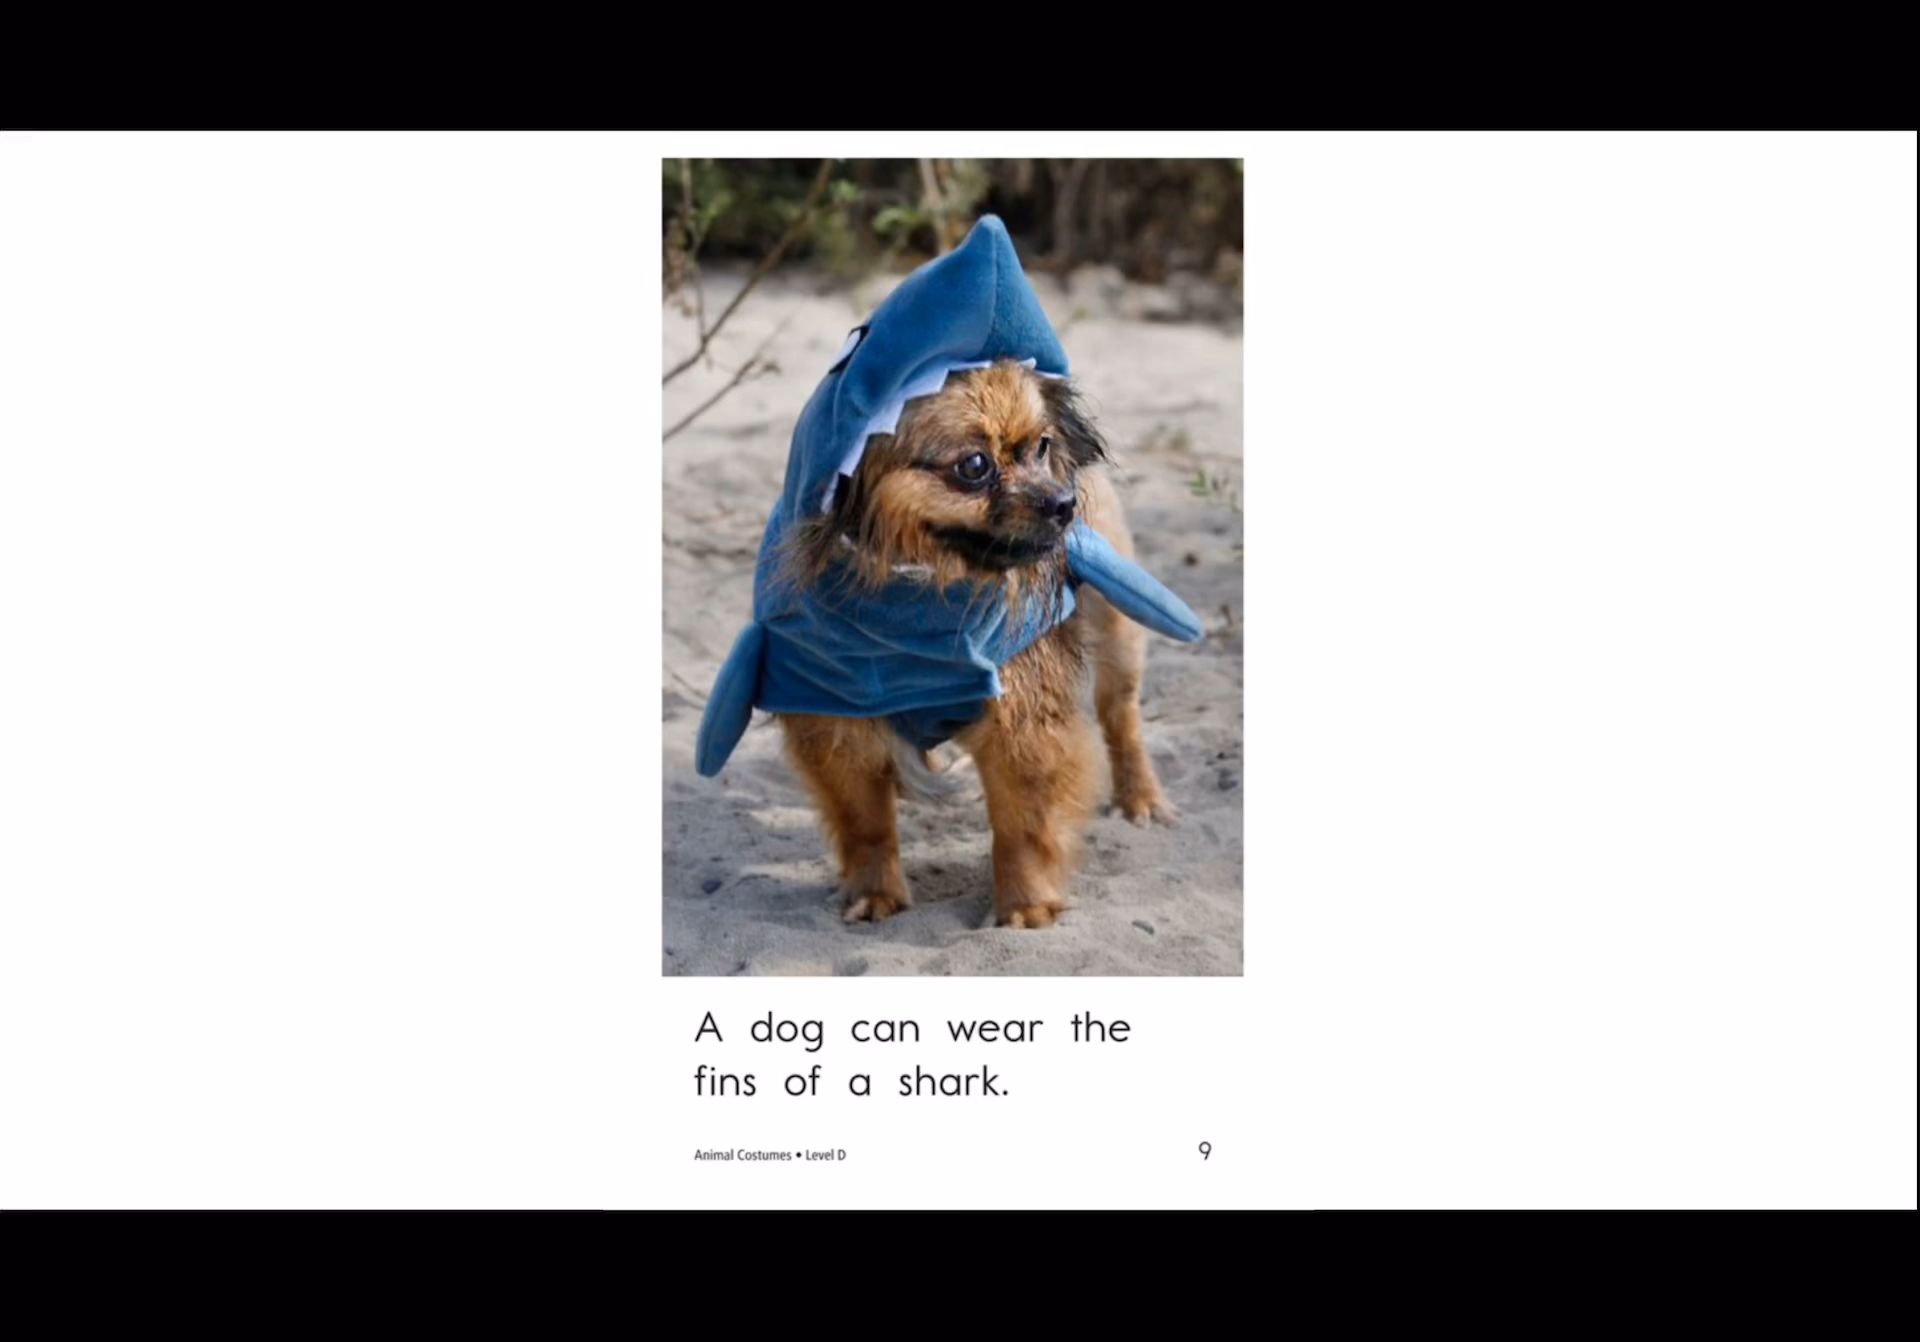 A dog can wear the
fins of a shark.
Animal Costumes • Level D
9